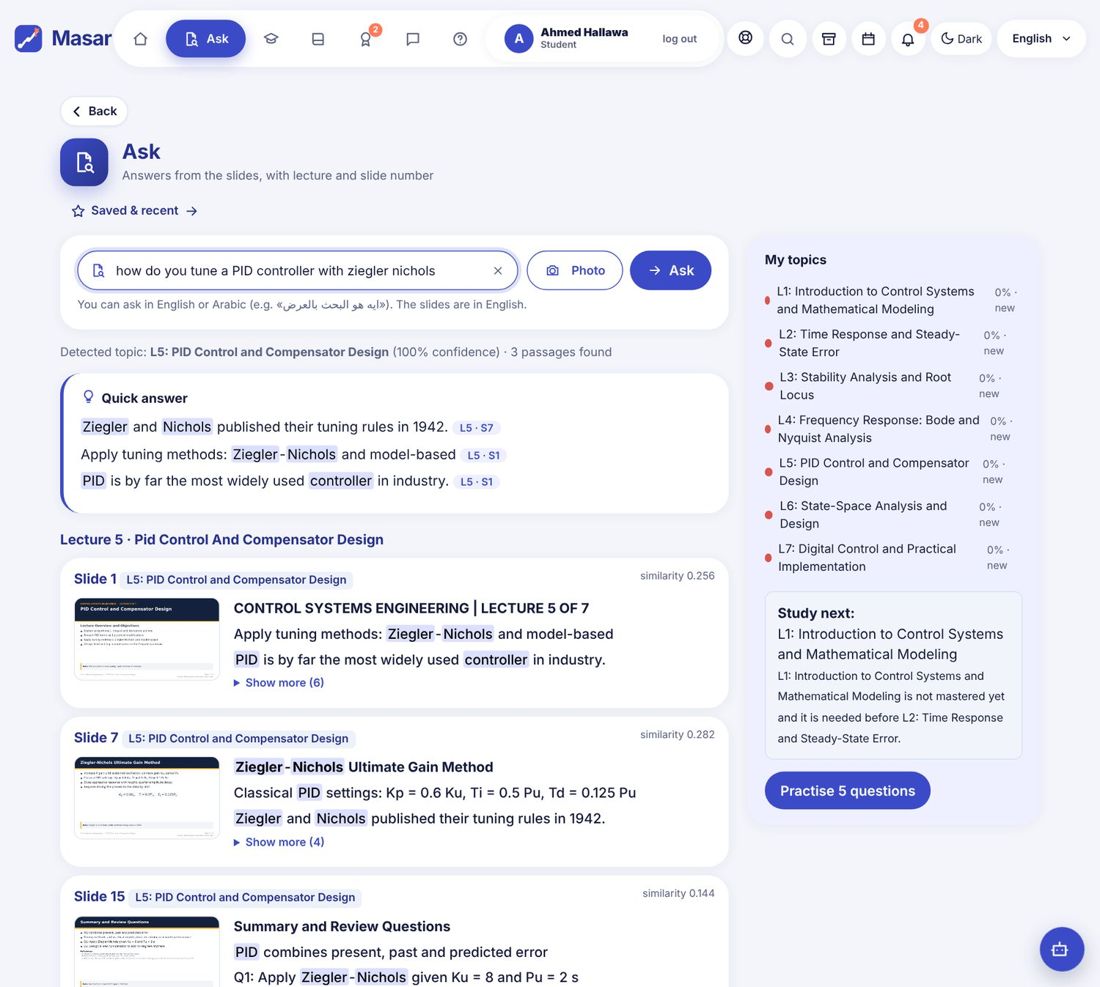 Masar
Ask
2
A
Ahmed Hallawa
Student
log out
4
Dark
English
Back
Ask
Answers from the slides, with lecture and slide number
Saved & recent →
how do you tune a PID controller with ziegler nichols
Photo
Ask
You can ask in English or Arabic (e.g. «ايه هو البحث بالعرض»). The slides are in English.
Detected topic: L5: PID Control and Compensator Design (100% confidence) · 3 passages found
Quick answer
Ziegler and Nichols published their tuning rules in 1942. L5 · S7
Apply tuning methods: Ziegler-Nichols and model-based L5 · S1
PID is by far the most widely used controller in industry. L5 · S1
Lecture 5 · Pid Control And Compensator Design
Slide 1 L5: PID Control and Compensator Design
similarity 0.256
PID Control and Compensator Design
CONTROL SYSTEMS ENGINEERING | LECTURE 5 OF 7
Apply tuning methods: Ziegler-Nichols and model-based
PID is by far the most widely used controller in industry.
Show more (6)
Slide 7 L5: PID Control and Compensator Design
similarity 0.282
Ziegler-Nichols Ultimate Gain Method
Ziegler-Nichols Ultimate Gain Method
Classical PID settings: Kp = 0.6 Ku, Ti = 0.5 Pu, Td = 0.125 Pu
Ziegler and Nichols published their tuning rules in 1942.
Show more (4)
Slide 15 L5: PID Control and Compensator Design
similarity 0.144
Summary and Review Questions
Summary and Review Questions
PID combines present, past and predicted error
Q1: Apply Ziegler-Nichols given Ku = 8 and Pu = 2 s
My topics
L1: Introduction to Control Systems
and Mathematical Modeling
0% ·
new
L2: Time Response and Steady-
State Error
0% ·
new
L3: Stability Analysis and Root
Locus
0% ·
new
L4: Frequency Response: Bode and
Nyquist Analysis
0% ·
new
L5: PID Control and Compensator
Design
0% ·
new
L6: State-Space Analysis and
Design
0% ·
new
L7: Digital Control and Practical
Implementation
0% ·
new
Study next:
L1: Introduction to Control Systems
and Mathematical Modeling
L1: Introduction to Control Systems and
Mathematical Modeling is not mastered yet
and it is needed before L2: Time Response
and Steady-State Error.
Practise 5 questions